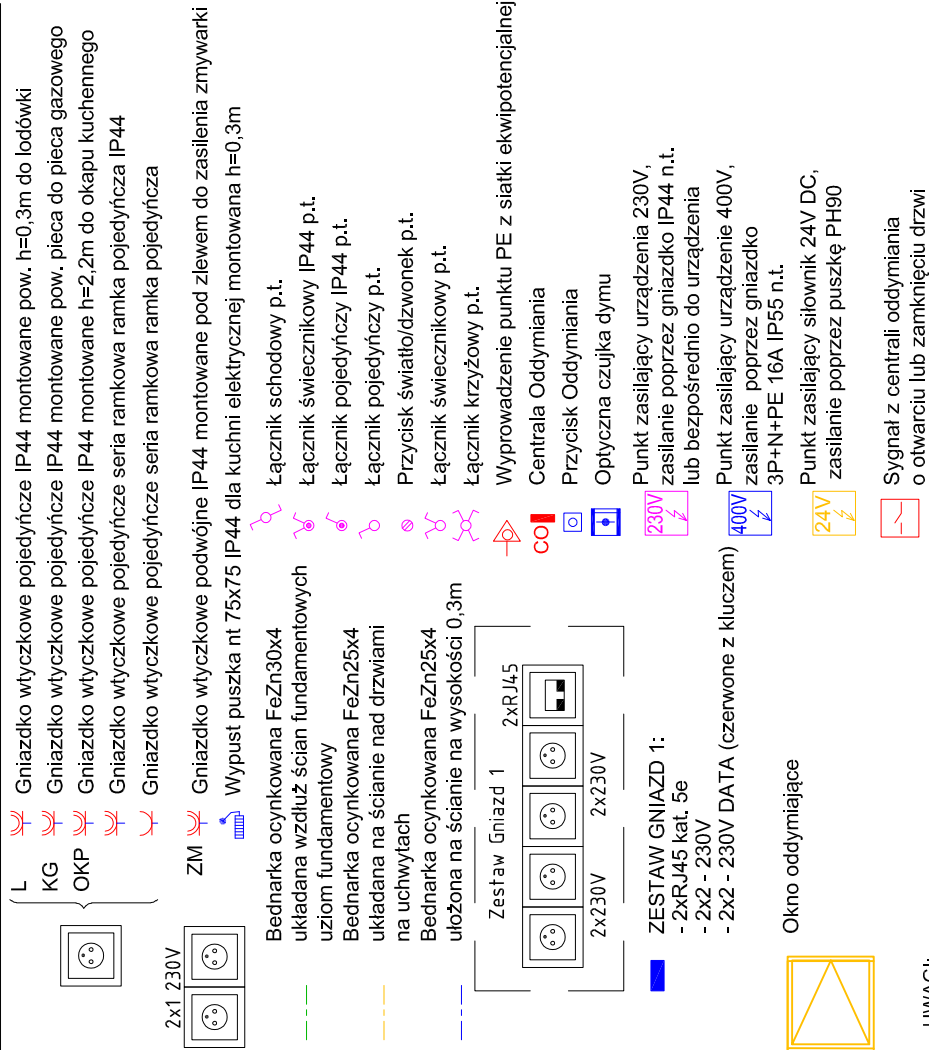 L Gniazdko wtyczkowe pojedyńcze IP44 montowane pow. h=0,3m do lodówki
KG Gniazdko wtyczkowe pojedyńcze IP44 montowane pow. pieca do pieca gazowego
OKP Gniazdko wtyczkowe pojedyńcze IP44 montowane h=2,2m do okapu kuchennego
Gniazdko wtyczkowe pojedyńcze seria ramkowa ramka pojedyńcza IP44
Gniazdko wtyczkowe pojedyńcze seria ramkowa ramka pojedyńcza
2x1 230V
ZM Gniazdko wtyczkowe podwójne IP44 montowane pod zlewem do zasilenia zmywarki
Wypust puszka nt 75x75 IP44 dla kuchni elektrycznej montowana h=0,3m
Bednarka ocynkowana FeZn30x4
układana wzdłuż ścian fundamentowych
uziom fundamentowy
Bednarka ocynkowana FeZn25x4
układana na ścianie nad drzwiami
na uchwytach
Bednarka ocynkowana FeZn25x4
ułożona na ścianie na wysokości 0,3m
Zestaw Gniazd 1
2xRJ45
2x230V
2x230V
ZESTAW GNIAZD 1:
- 2xRJ45 kat. 5e
- 2x2 - 230V
- 2x2 - 230V DATA (czerwone z kluczem)
Okno oddymiające
Łącznik schodowy p.t.
Łącznik świecznikowy IP44 p.t.
Łącznik pojedyńczy IP44 p.t.
Łącznik pojedyńczy p.t.
Przycisk światło/dzwonek p.t.
Łącznik świecznikowy p.t.
Łącznik krzyżowy p.t.
Wyprowadzenie punktu PE z siatki ekwipotencjalnej
CO Centrala Oddymiania
Przycisk Oddymiania
Optyczna czujka dymu
230V Punkt zasilający urządzenia 230V,
zasilanie poprzez gniazdko IP44 n.t.
lub bezpośrednio do urządzenia
400V Punkt zasilający urządzenie 400V,
zasilanie poprzez gniazdko
3P+N+PE 16A IP55 n.t.
24V Punkt zasilający siłownik 24V DC,
zasilanie poprzez puszkę PH90
Sygnał z centrali oddymiania
o otwarciu lub zamknięciu drzwi